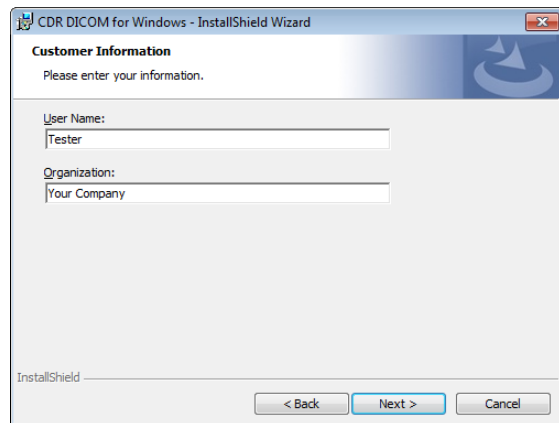 CDR DICOM for Windows - InstallShield Wizard
Customer Information
Please enter your information.
User Name:
Tester
Organization:
Your Company
InstallShield
< Back
Next >
Cancel